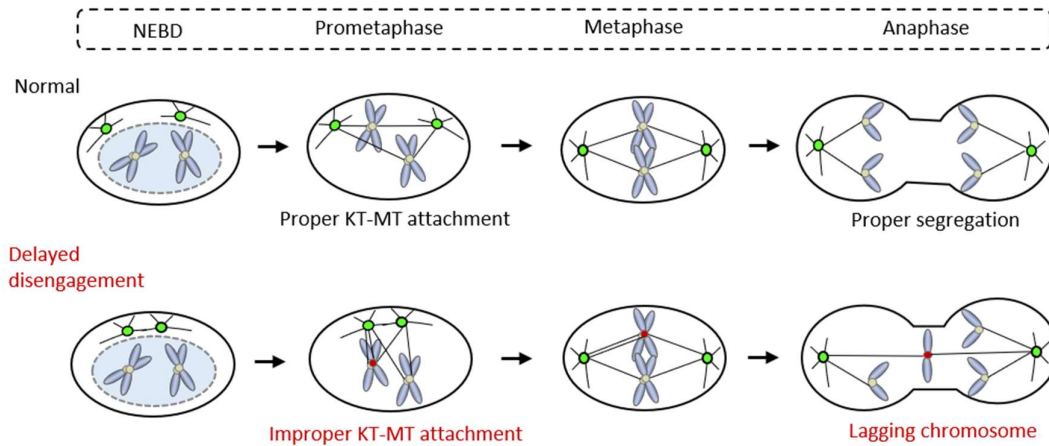 NEBD Prometaphase Metaphase Anaphase
Normal
Proper KT-MT attachment
Proper segregation
Delayed
disengagement
Improper KT-MT attachment
Lagging chromosome